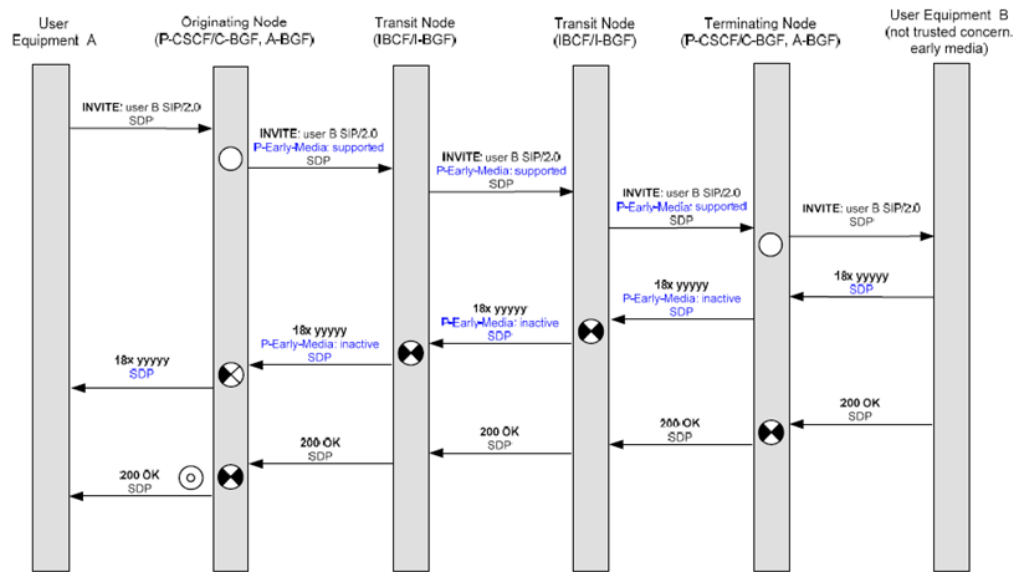 User
Equipment A
Originating Node
(P-CSCF/C-BGF, A-BGF)
Transit Node
(IBCF/I-BGF)
Transit Node
(IBCF/I-BGF)
Terminating Node
(P-CSCF/C-BGF, A-BGF)
User Equipment B
(not trusted concern.
early media)
INVITE: user B SIP/2.0
SDP
INVITE: user B SIP/2.0
P-Early-Media: supported
SDP
INVITE: user B SIP/2.0
P-Early-Media: supported
SDP
INVITE: user B SIP/2.0
P-Early-Media: supported
SDP
INVITE: user B SIP/2.0
SDP
18x yyyyy
SDP
18x yyyyy
P-Early-Media: inactive
SDP
18x yyyyy
P-Early-Media: inactive
SDP
18x yyyyy
P-Early-Media: inactive
SDP
18x yyyyy
SDP
200 OK
SDP
200 OK
SDP
200 OK
SDP
200 OK
SDP
200 OK
SDP